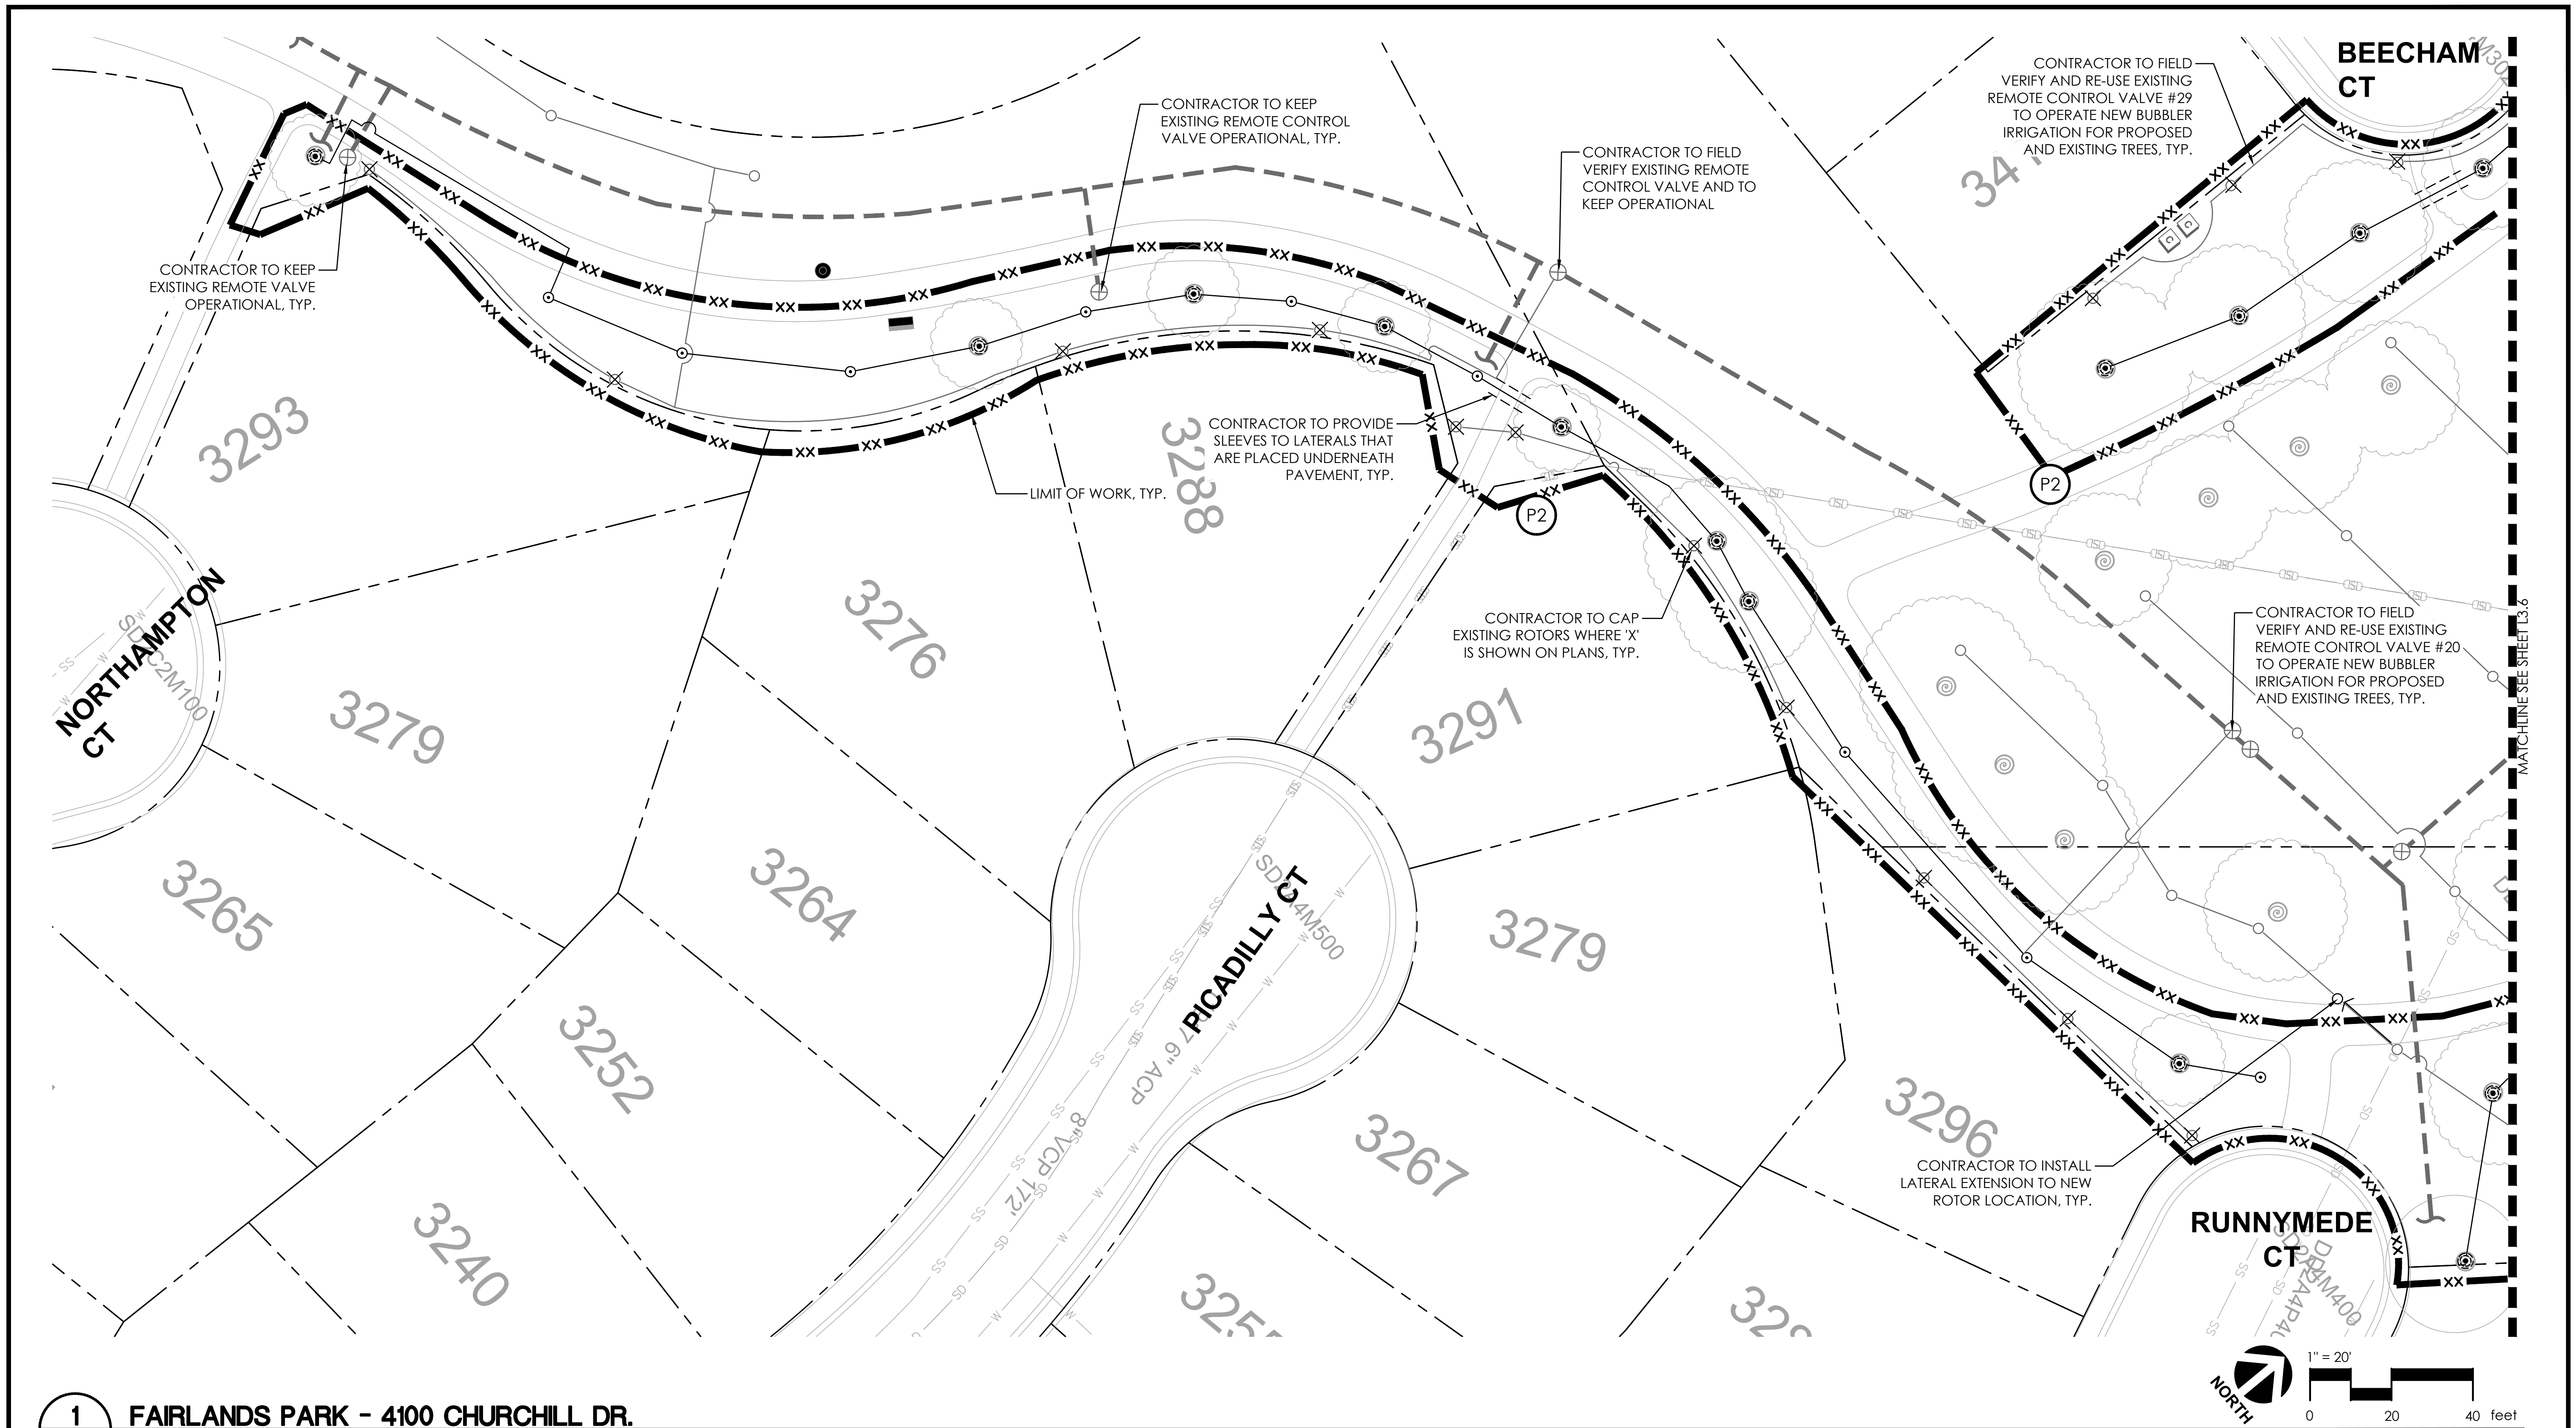 BEECHAM
CT
CONTRACTOR TO FIELD
VERIFY AND RE-USE EXISTING
REMOTE CONTROL VALVE #29
TO OPERATE NEW BUBBLER
IRRIGATION FOR PROPOSED
AND EXISTING TREES, TYP.
CONTRACTOR TO KEEP
EXISTING REMOTE CONTROL
VALVE OPERATIONAL, TYP.
CONTRACTOR TO FIELD
VERIFY EXISTING REMOTE
CONTROL VALVE AND TO
KEEP OPERATIONAL
CONTRACTOR TO KEEP
EXISTING REMOTE VALVE
OPERATIONAL, TYP.
3293
3288
CONTRACTOR TO PROVIDE
SLEEVES TO LATERALS THAT
ARE PLACED UNDERNEATH
PAVEMENT, TYP.
LIMIT OF WORK, TYP.
P2
P2
NORTHAMPTON
CT
3279
3276
3291
CONTRACTOR TO CAP
EXISTING ROTORS WHERE 'X'
IS SHOWN ON PLANS, TYP.
CONTRACTOR TO FIELD
VERIFY AND RE-USE EXISTING
REMOTE CONTROL VALVE #20
TO OPERATE NEW BUBBLER
IRRIGATION FOR PROPOSED
AND EXISTING TREES, TYP.
MATCHLINE SEE SHEET L3.6
3265
3264
3279
PICADILLY CT
6" ACP
8" VCP 172'
3252
3267
3296
3240
CONTRACTOR TO INSTALL
LATERAL EXTENSION TO NEW
ROTOR LOCATION, TYP.
RUNNYMEDE
CT
NORTH
1" = 20'
0 20 40 feet
1
FAIRLANDS PARK - 4100 CHURCHILL DR.